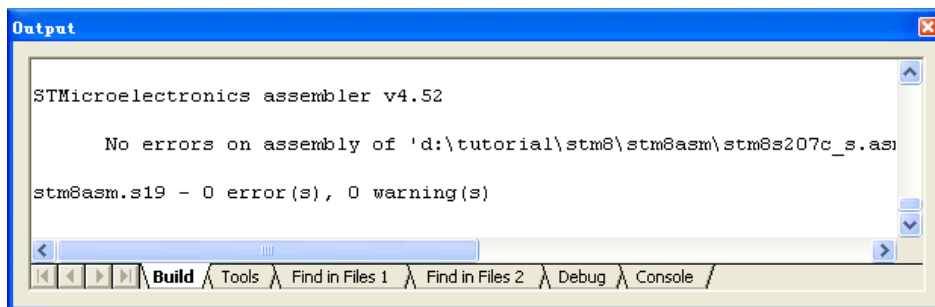 Output
STMicroelectronics assembler v4.52
No errors on assembly of 'd:\tutorial\stm8\stm8asm\stm8s207c_s.asm
stm8asm.s19 - 0 error(s), 0 warning(s)
Build Tools Find in Files 1 Find in Files 2 Debug Console